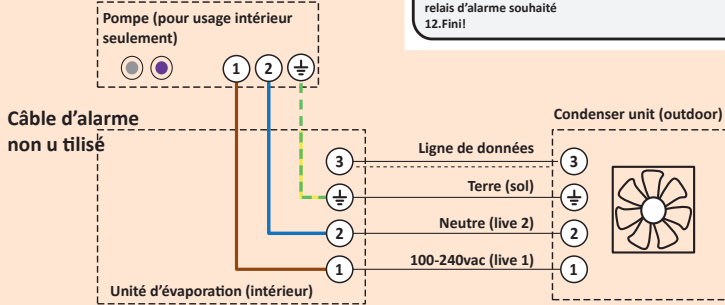 relais d'alarme souhaité
12.Fini!
Pompe (pour usage intérieur
seulement)
1
2
Câble d'alarme
non u tilisé
Condenser unit (outdoor)
3
Ligne de données
3
Terre (sol)
2
Neutre (live 2)
2
1
100-240vac (live 1)
1
Unité d'évaporation (intérieur)